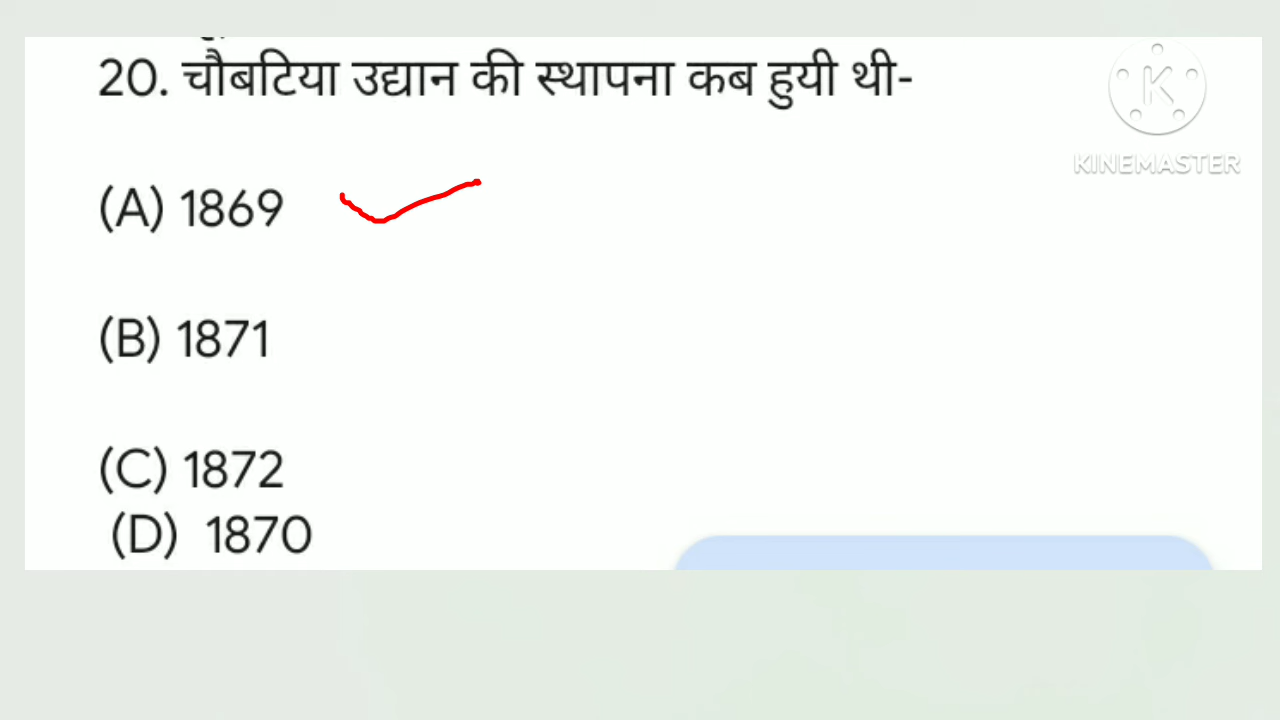 20. चौबटिया उद्यान की स्थापना कब हुयी थी-
K
KINEMASTER
(A) 1869
(B) 1871
(C) 1872
(D) 1870